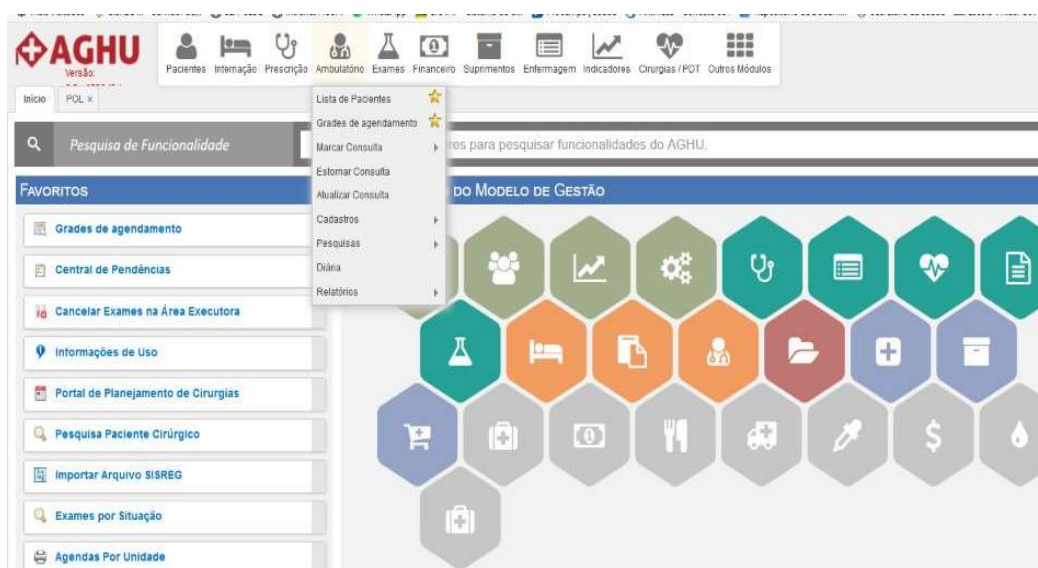 AGHU
Versão:
Pacientes Internação Prescrição Ambulatório Exames Financeiro Suprimentos Enfermagem Indicadores Cirurgias / PDT Outros Módulos
Início POL ×
Lista de Pacientes
Grades de agendamento
Marcar Consulta
Estornar Consulta
Atualizar Consulta
Cadastros
Pesquisas
Diária
Relatórios
Pesquisa de Funcionalidade
res para pesquisar funcionalidades do AGHU.
FAVORITOS
DO MODELO DE GESTÃO
Grades de agendamento
Central de Pendências
Cancelar Exames na Área Executora
Informações de Uso
Portal de Planejamento de Cirurgias
Pesquisa Paciente Cirúrgico
Importar Arquivo SISREG
Exames por Situação
Agendas Por Unidade